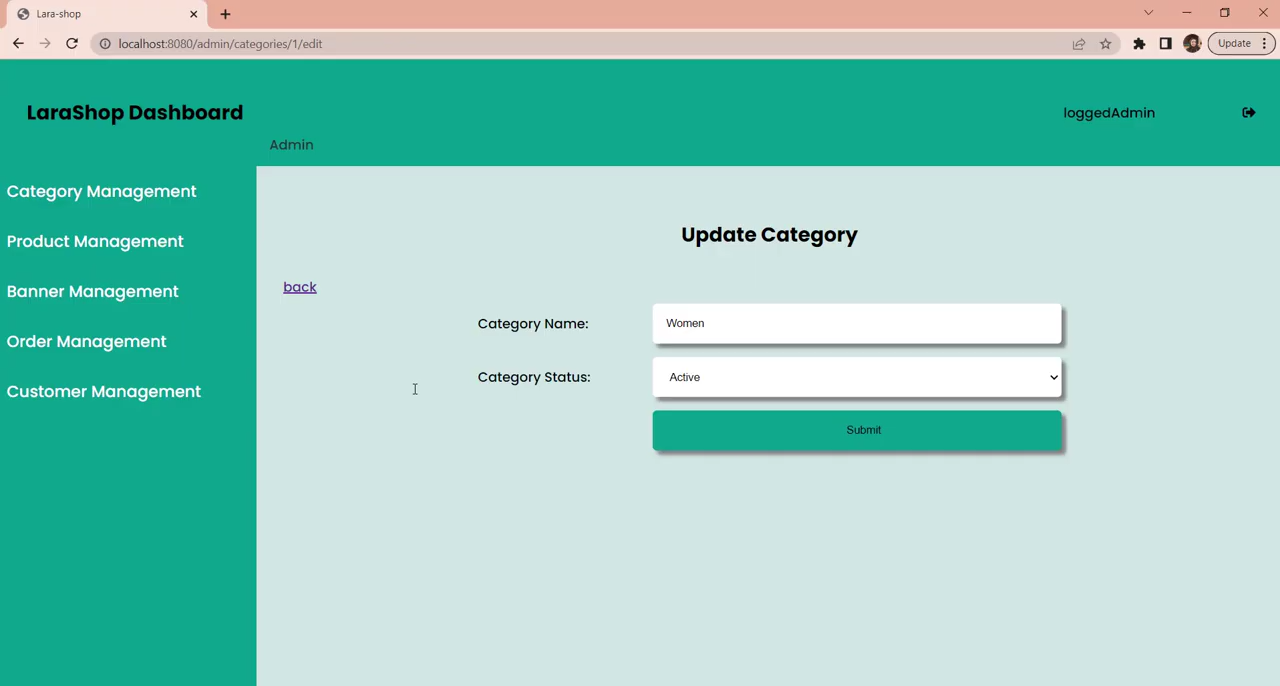 Lara-shop
localhost:8080/admin/categories/1/edit
Update
LaraShop Dashboard
loggedAdmin
Admin
Category Management
Product Management
Banner Management
Order Management
Customer Management
Update Category
back
Category Name:
Women
Category Status:
Active
Submit